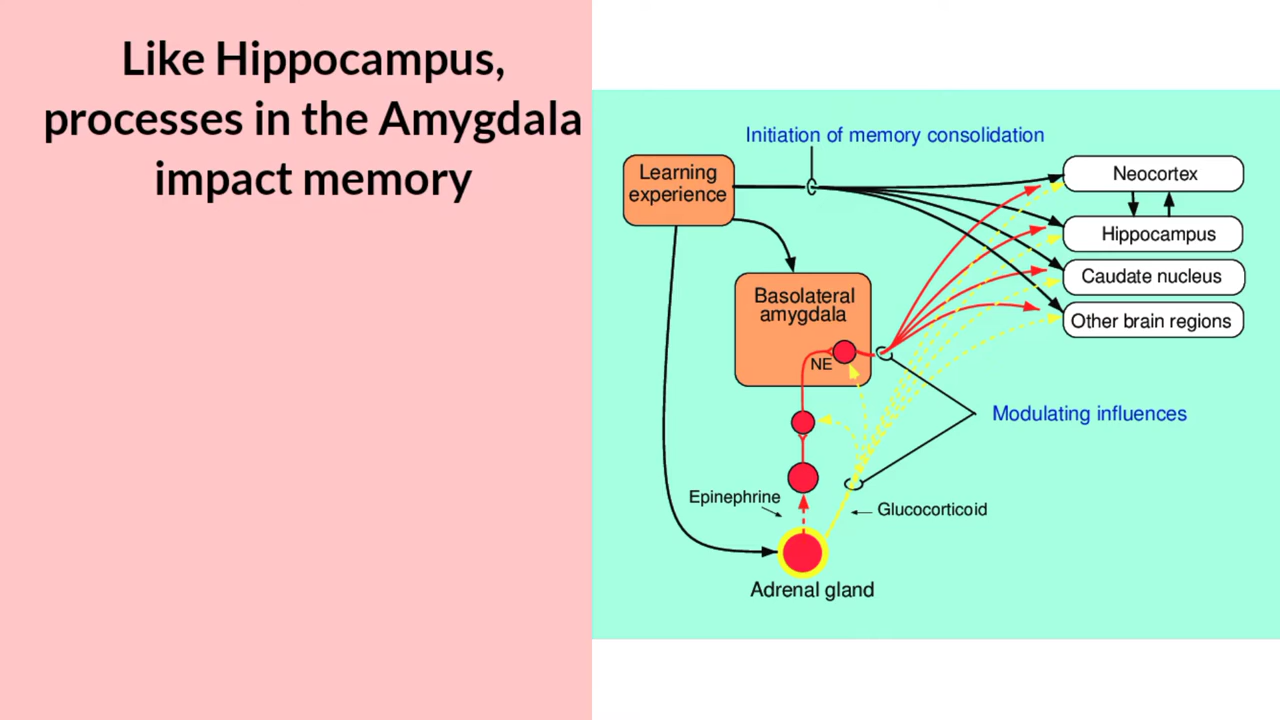 Like Hippocampus,
processes in the Amygdala
impact memory
Initiation of memory consolidation
Learning
experience
Neocortex
Hippocampus
Caudate nucleus
Other brain regions
Basolateral
amygdala
NE
Modulating influences
Epinephrine
Glucocorticoid
Adrenal gland